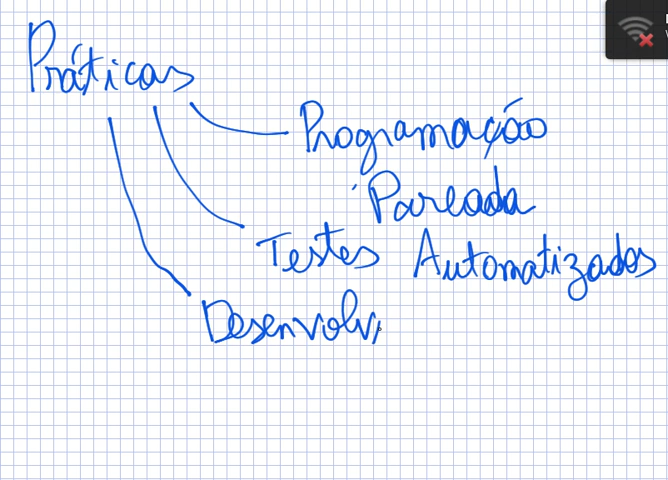 Práticas
Programação
Pareada
Testes Automatizados
Desenvolv